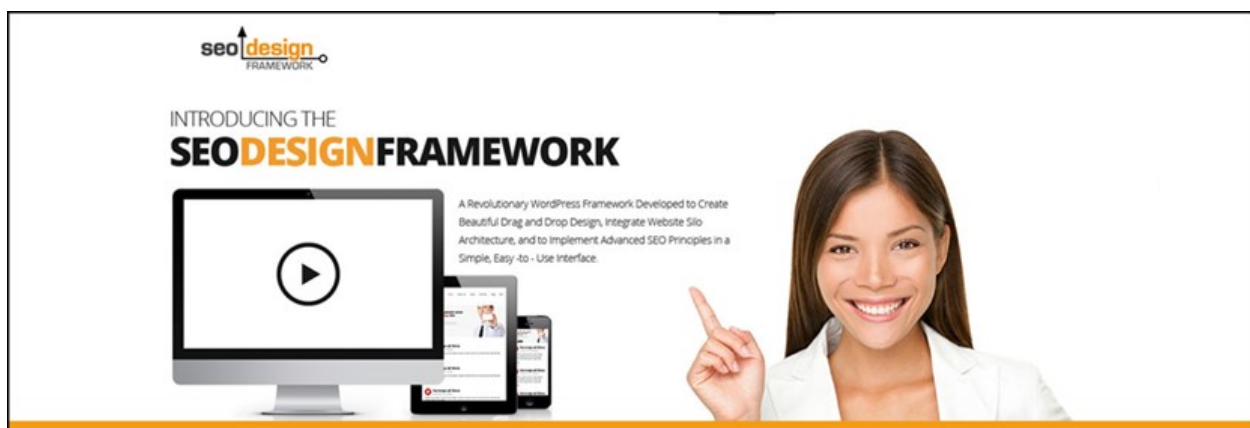 seo design
FRAMEWORK
INTRODUCING THE
SEODESIGNFRAMEWORK
A Revolutionary WordPress Framework Developed to Create
Beautiful Drag and Drop Design, Integrate Website Silo
Architecture, and to Implement Advanced SEO Principles in a
Simple, Easy -to - Use Interface.